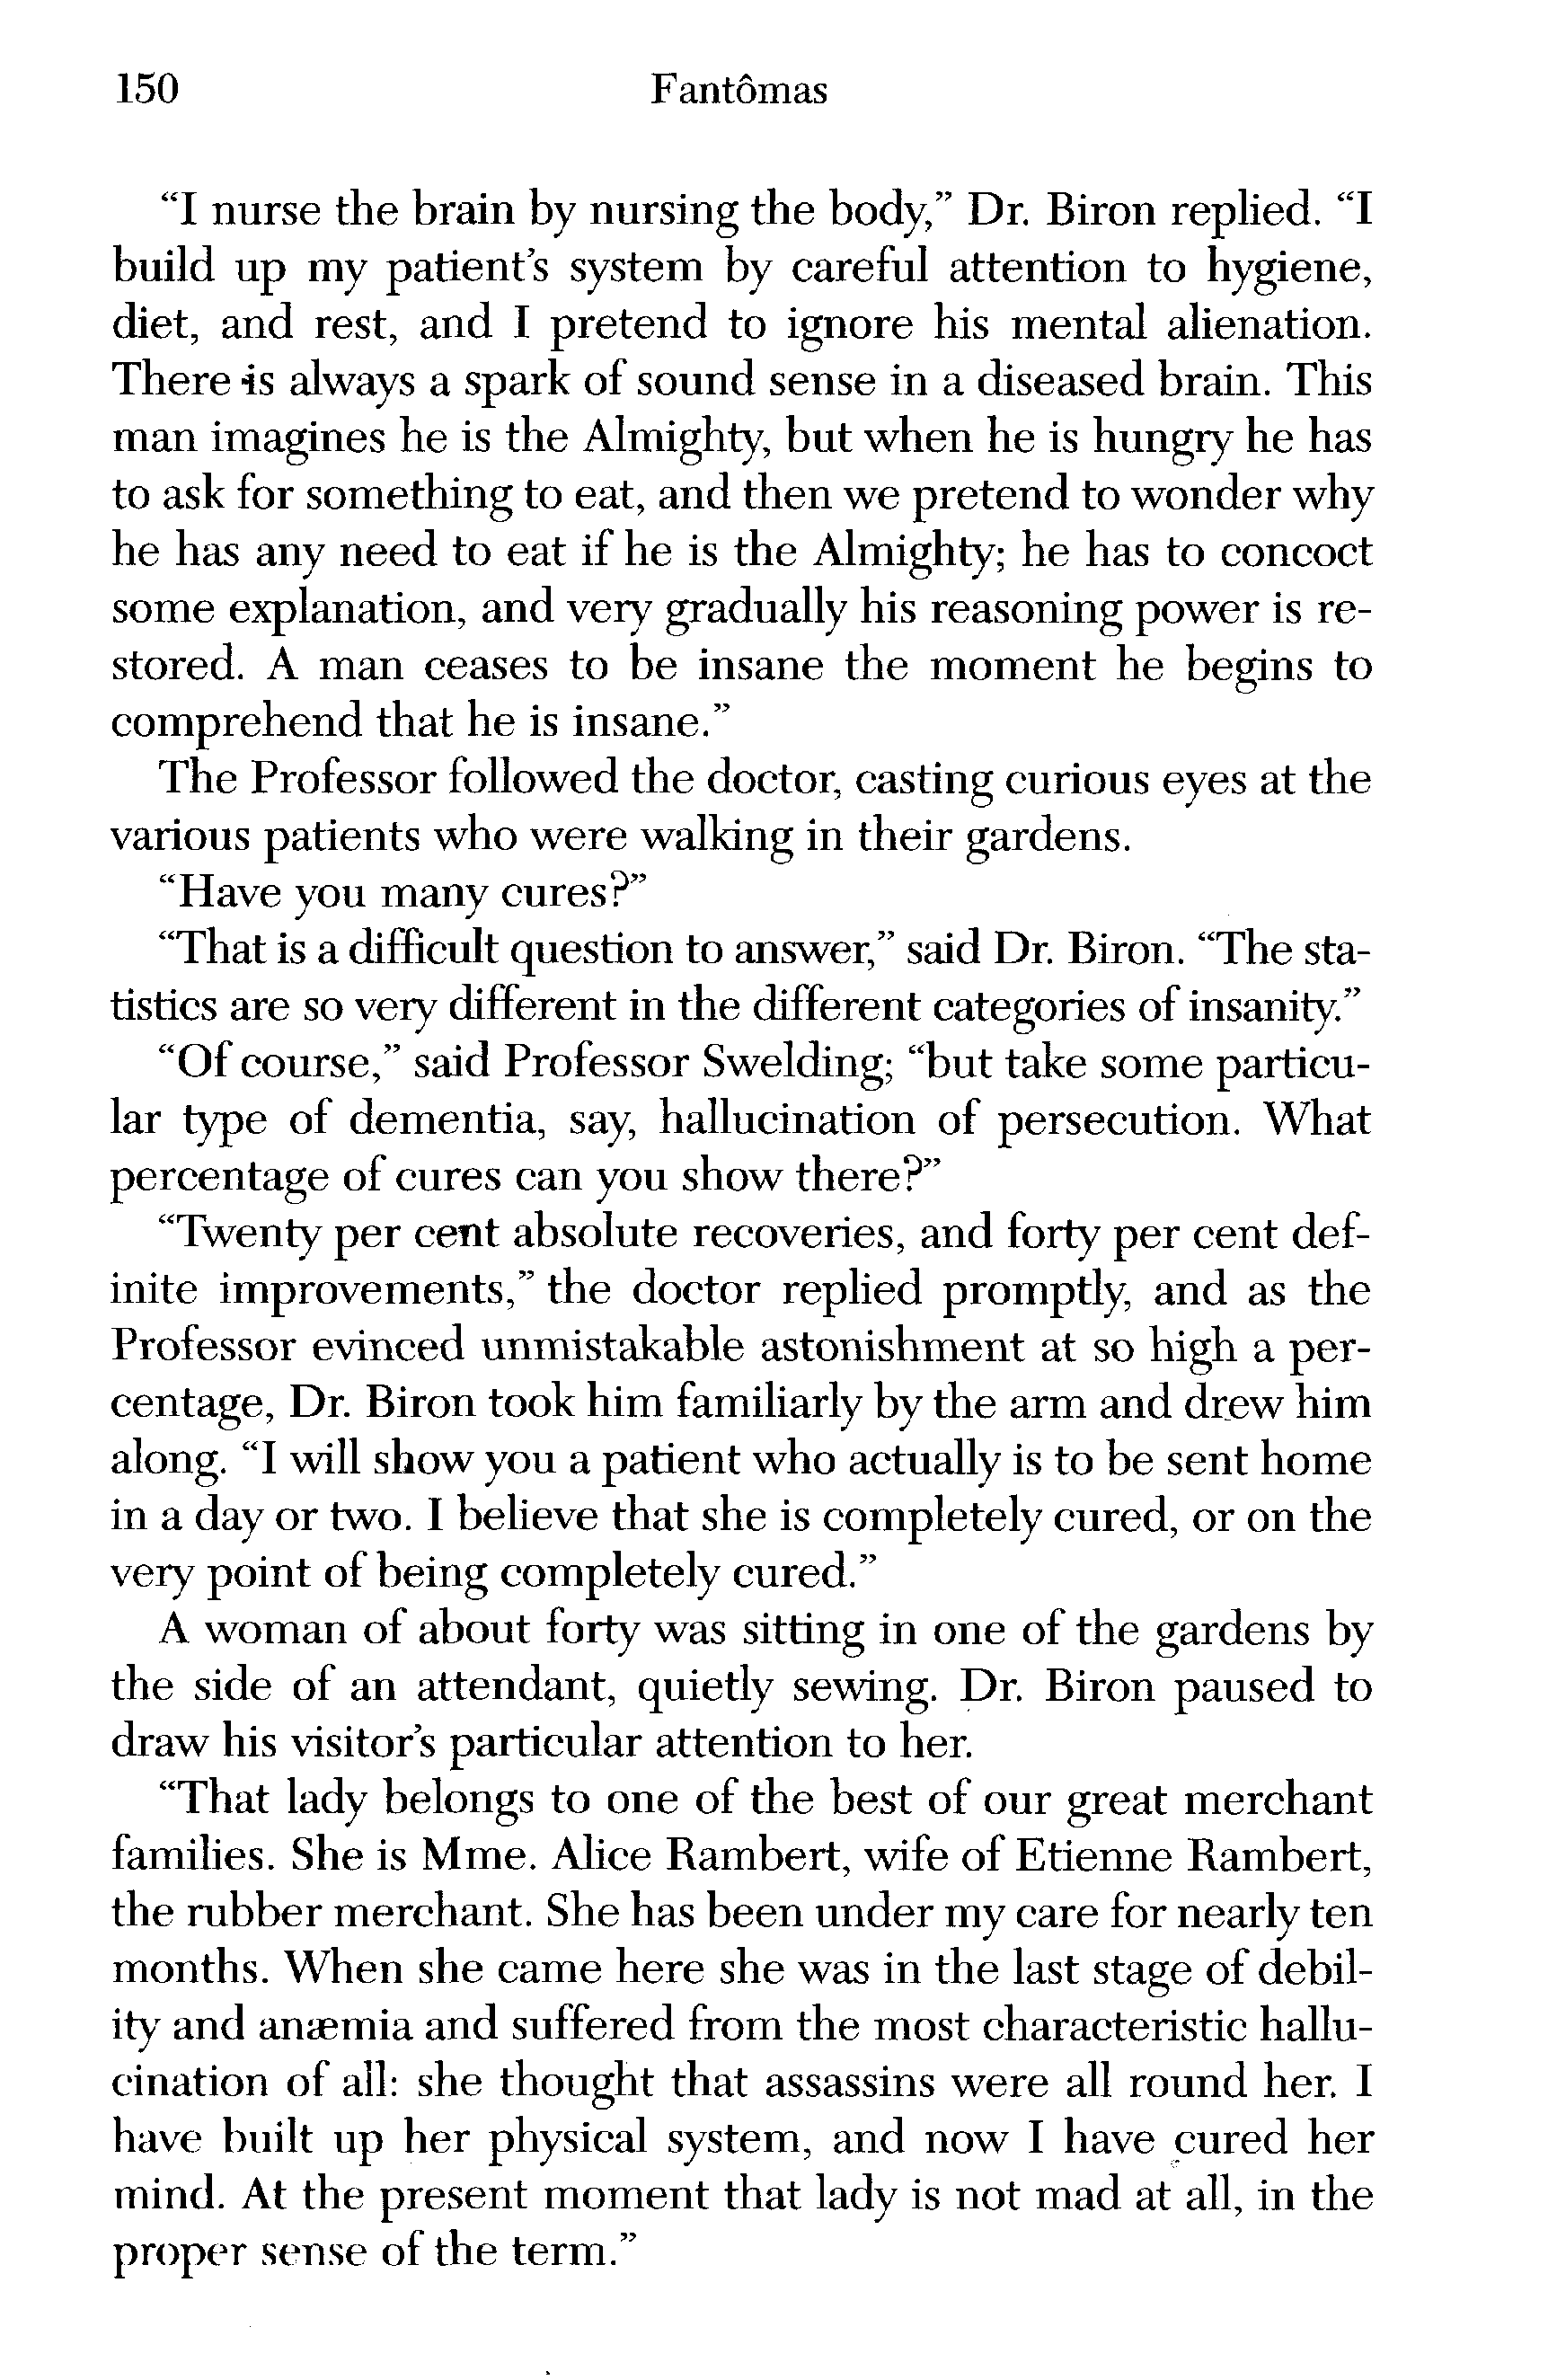 150 Fantômas
“I nurse the brain by nursing the body,” Dr. Biron replied. “I
build up my patient’s system by careful attention to hygiene,
diet, and rest, and I pretend to ignore his mental alienation.
There is always a spark of sound sense in a diseased brain. This
man imagines he is the Almighty, but when he is hungry he has
to ask for something to eat, and then we pretend to wonder why
he has any need to eat if he is the Almighty; he has to concoct
some explanation, and very gradually his reasoning power is re-
stored. A man ceases to be insane the moment he begins to
comprehend that he is insane.”
The Professor followed the doctor, casting curious eyes at the
various patients who were walking in their gardens.
“Have you many cures?”
“That is a difficult question to answer,” said Dr. Biron. “The sta-
tistics are so very different in the different categories of insanity.”
“Of course,” said Professor Swelding; “but take some particu-
lar type of dementia, say, hallucination of persecution. What
percentage of cures can you show there?”
“Twenty per cent absolute recoveries, and forty per cent def-
inite improvements,” the doctor replied promptly, and as the
Professor evinced unmistakable astonishment at so high a per-
centage, Dr. Biron took him familiarly by the arm and drew him
along. “I will show you a patient who actually is to be sent home
in a day or two. I believe that she is completely cured, or on the
very point of being completely cured.”
A woman of about forty was sitting in one of the gardens by
the side of an attendant, quietly sewing. Dr. Biron paused to
draw his visitor’s particular attention to her.
“That lady belongs to one of the best of our great merchant
families. She is Mme. Alice Rambert, wife of Etienne Rambert,
the rubber merchant. She has been under my care for nearly ten
months. When she came here she was in the last stage of debil-
ity and anæmia and suffered from the most characteristic hallu-
cination of all: she thought that assassins were all round her. I
have built up her physical system, and now I have cured her
mind. At the present moment that lady is not mad at all, in the
proper sense of the term.”